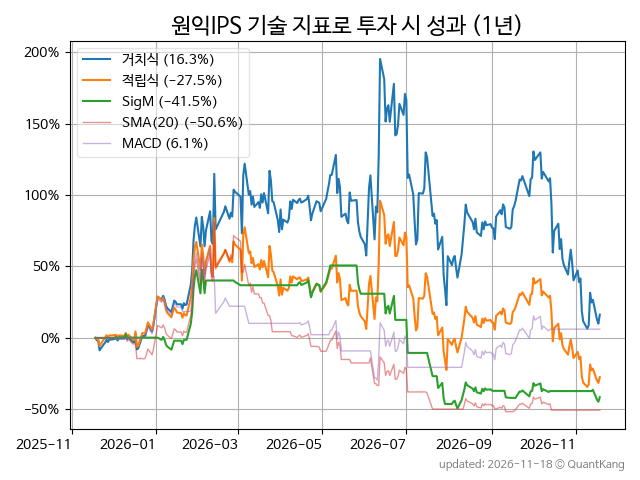 원익IPS 기술 지표로 투자 시 성과 (1년)
거치식 (16.3%)
적립식 (−27.5%)
SigM (−41.5%)
SMA(20) (−50.6%)
MACD (6.1%)
200%
150%
100%
50%
0%
−50%
2025-11 2026-01 2026-03 2026-05 2026-07 2026-09 2026-11
updated: 2026-11-18 © QuantKang